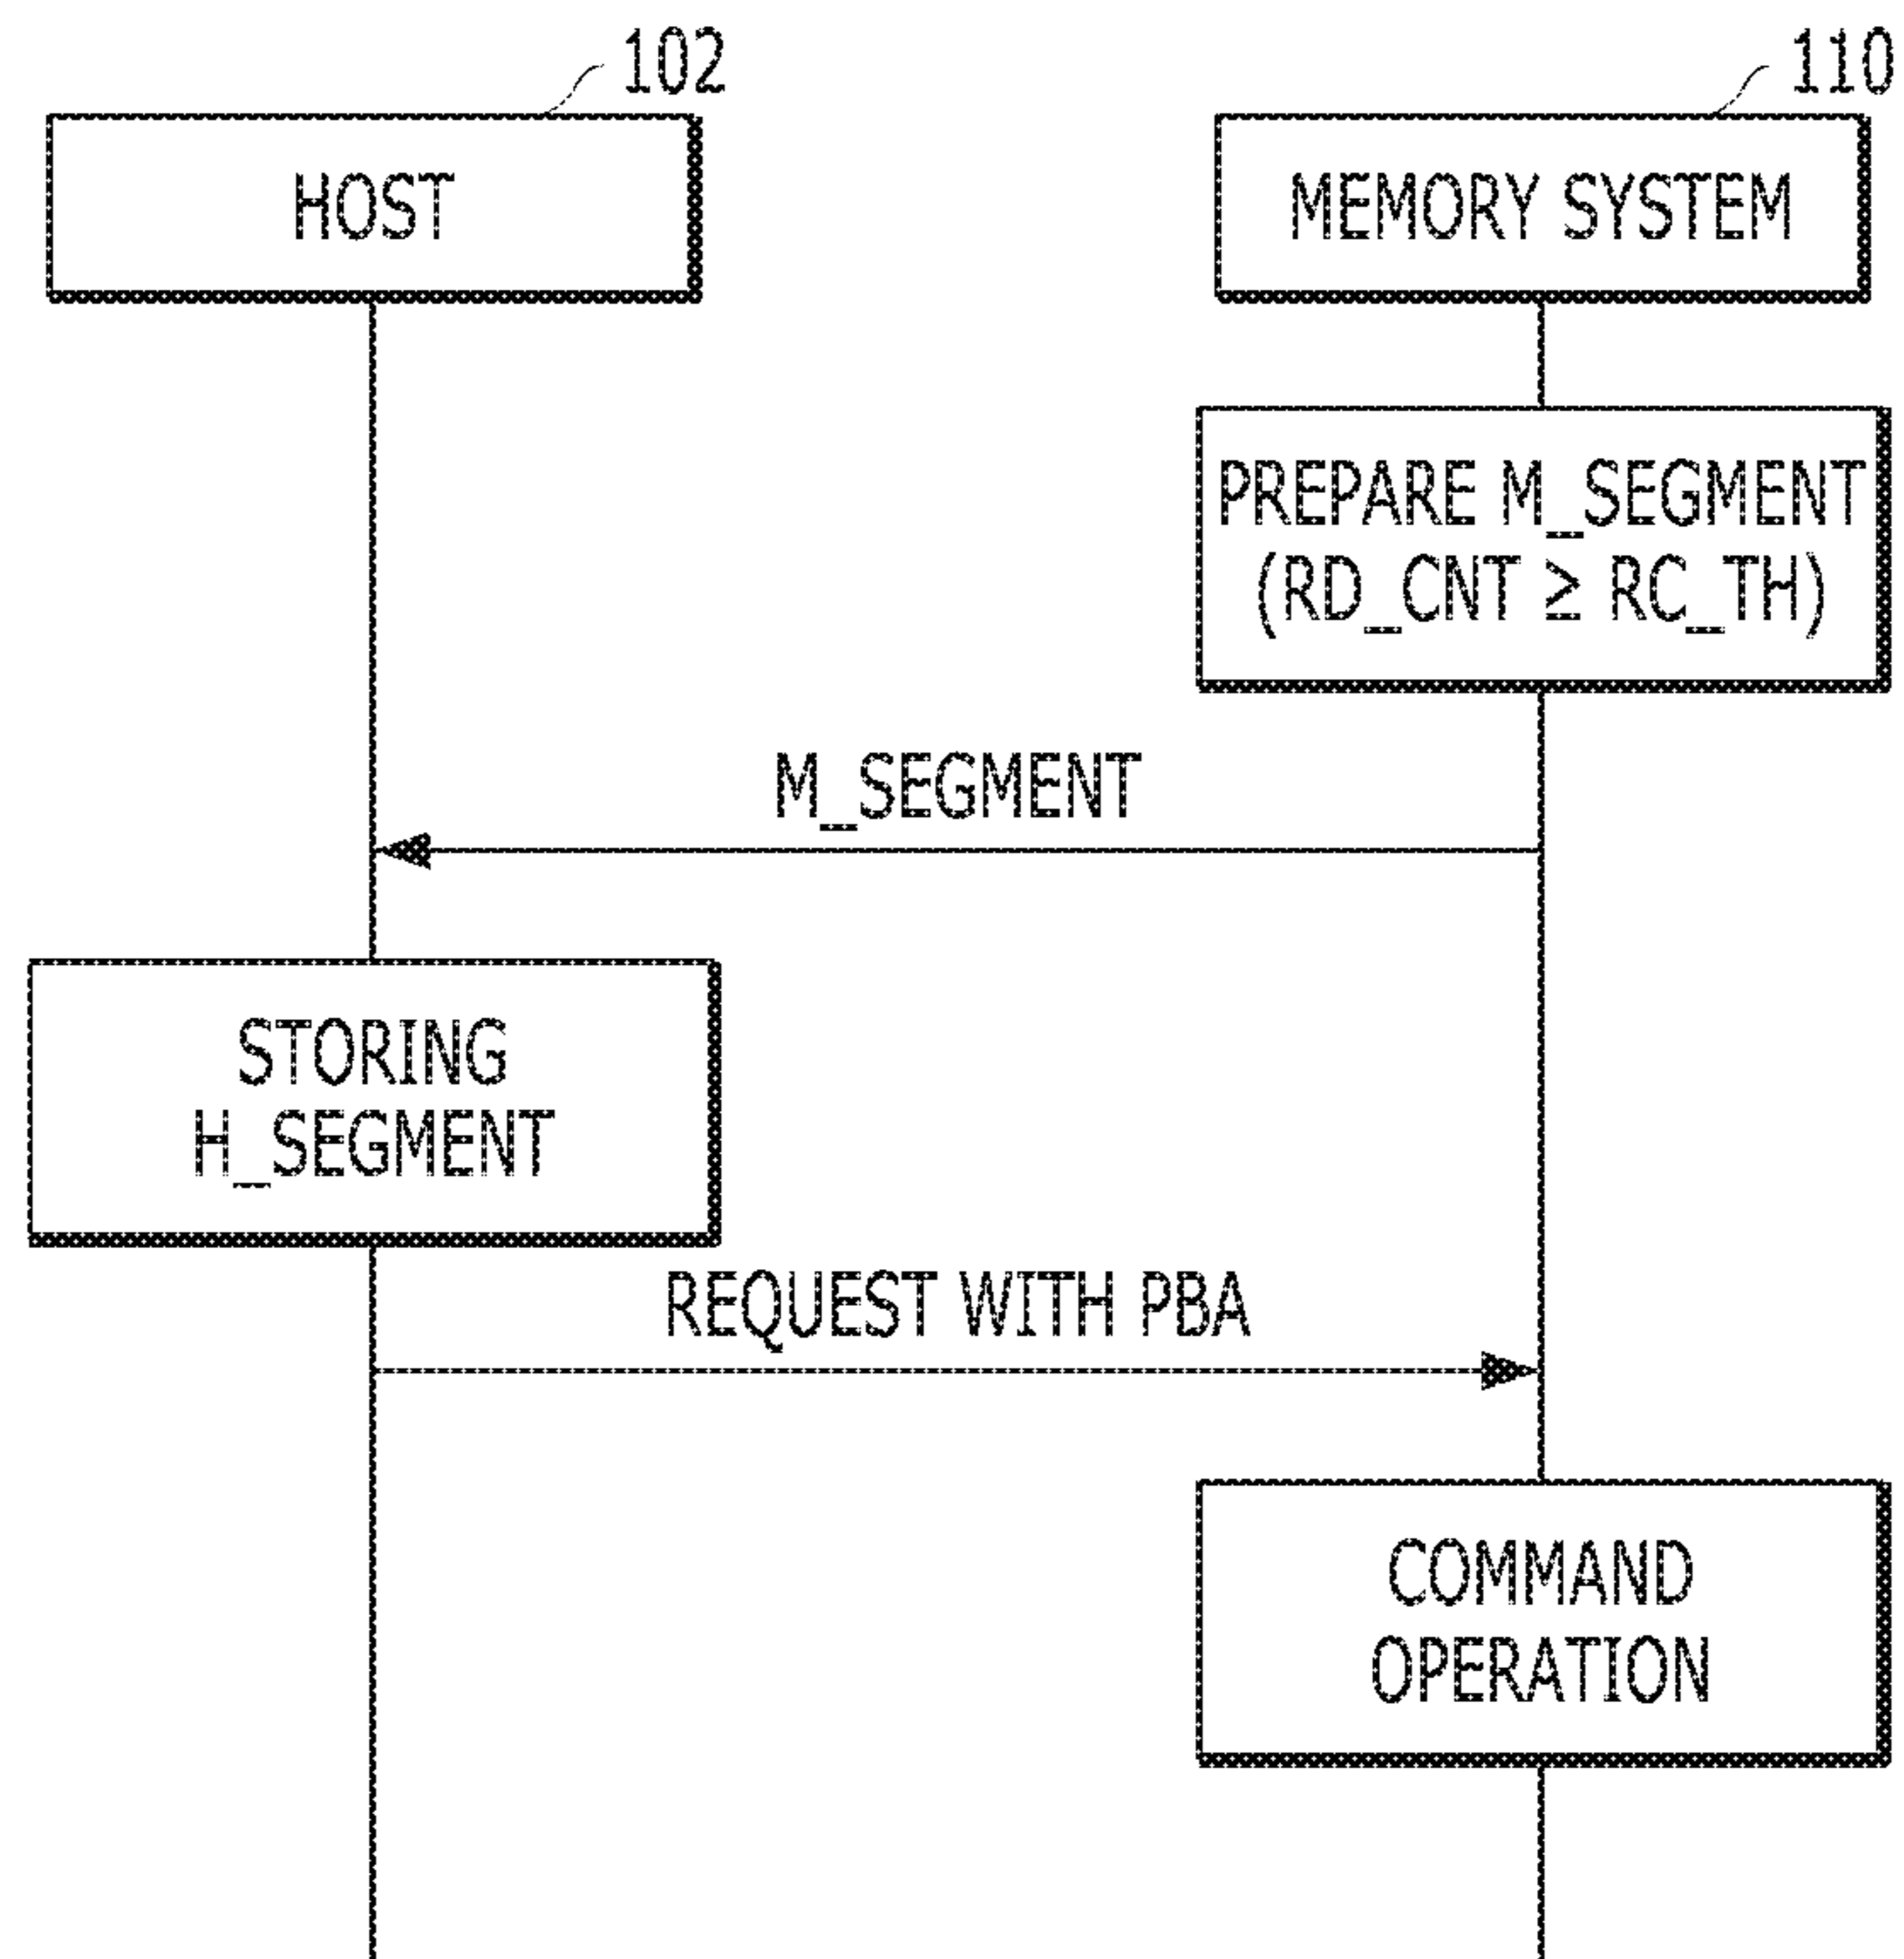 102
110
HOST
MEMORY SYSTEM
PREPARE M_SEGMENT
(RD_CNT ≥ RC_TH)
M_SEGMENT
STORING
H_SEGMENT
REQUEST WITH PBA
COMMAND
OPERATION